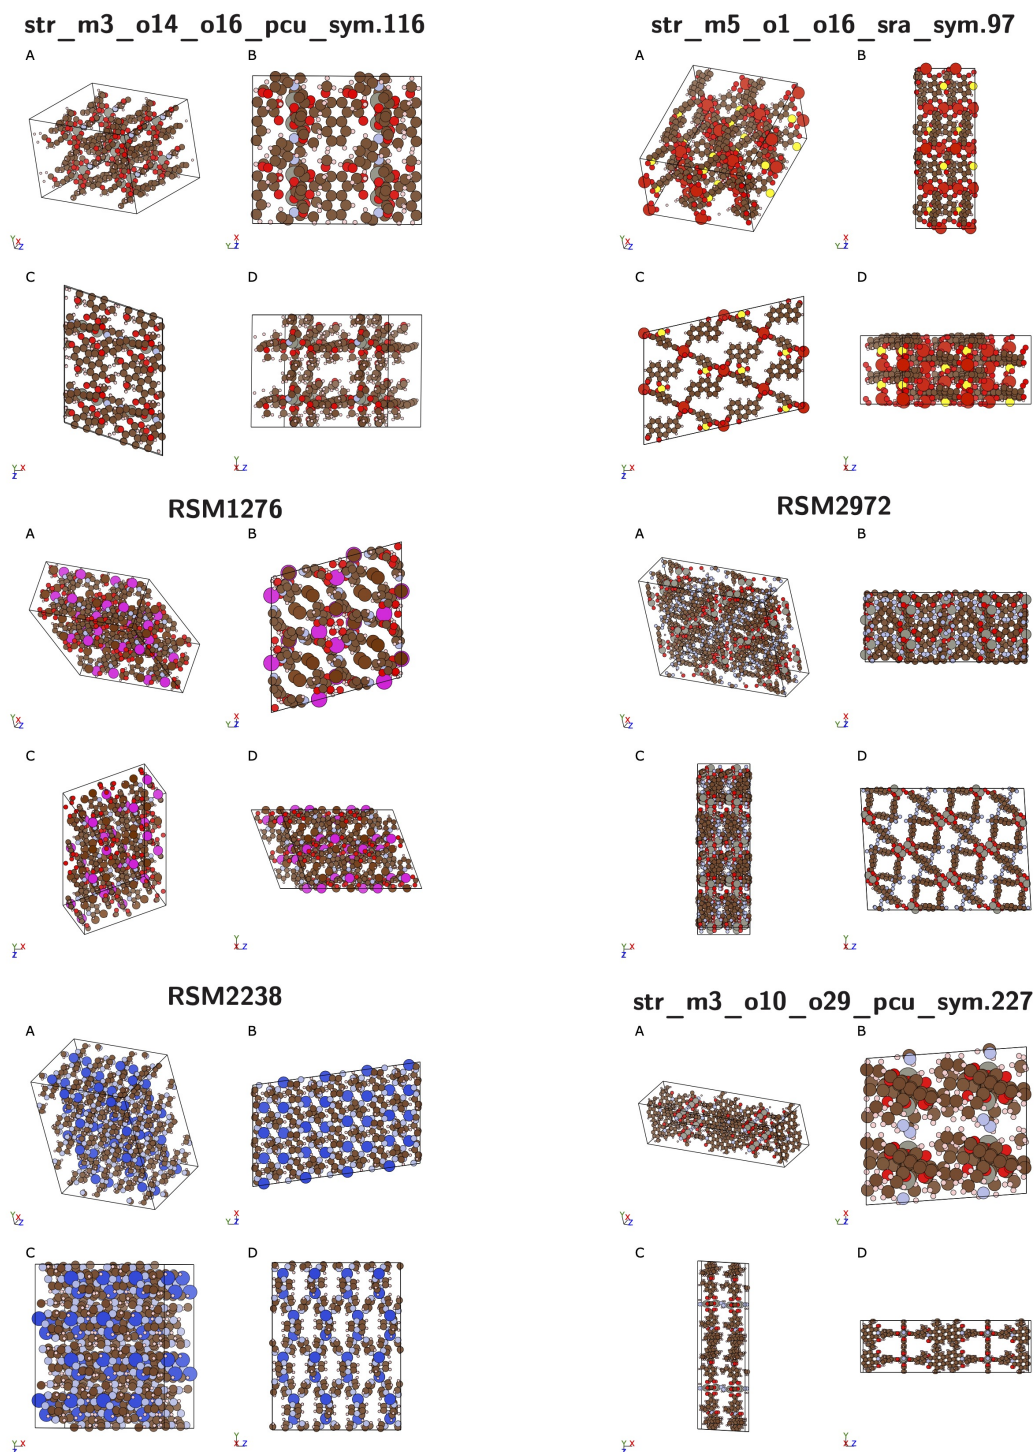 str_m3_o14_o16_pcu_sym.116
A
B
Y X Z
X Y Z
C
D
Y X Z
Y X Z
str_m5_o1_o16_sra_sym.97
A
B
Y X Z
X Y Z
C
D
Y X Z
Y X Z
RSM1276
A
B
Y X Z
X Y Z
C
D
Y X Z
Y X Z
RSM2972
A
B
Y X Z
X Y Z
C
D
Y X Z
Y X Z
RSM2238
A
B
Y X Z
X Y Z
C
D
Y X Z
Y X Z
str_m3_o10_o29_pcu_sym.227
A
B
Y X Z
X Y Z
C
D
Y X Z
Y X Z